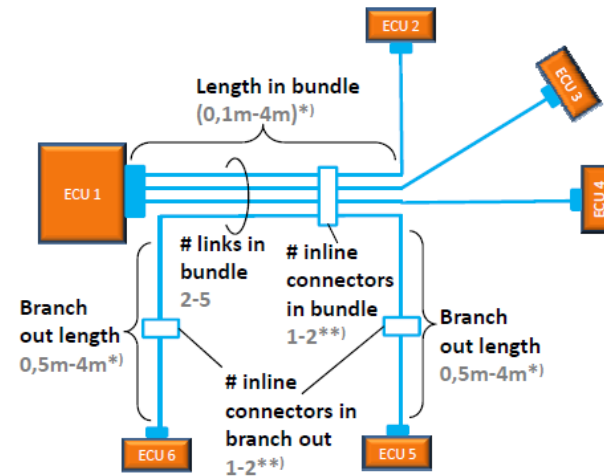 ECU 2
ECU 3
Length in bundle
(0,1m-4m)*)
ECU 1
ECU 4
# links in
bundle
2-5
# inline
connectors
in bundle
1-2**)
Branch
out length
0,5m-4m*)
Branch
out length
0,5m-4m*)
# inline
connectors in
branch out
1-2**)
ECU 6
ECU 5